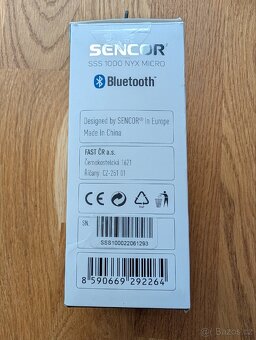 SENCOR®
SSS 1000 NYX MICRO
Bluetooth®
Designed by SENCOR® in Europe
Made in China
FAST ČR a.s.
Černokostelecká 1621
Říčany, CZ-251 01
CE
SN.
SSS100022061293
8 590669 292264